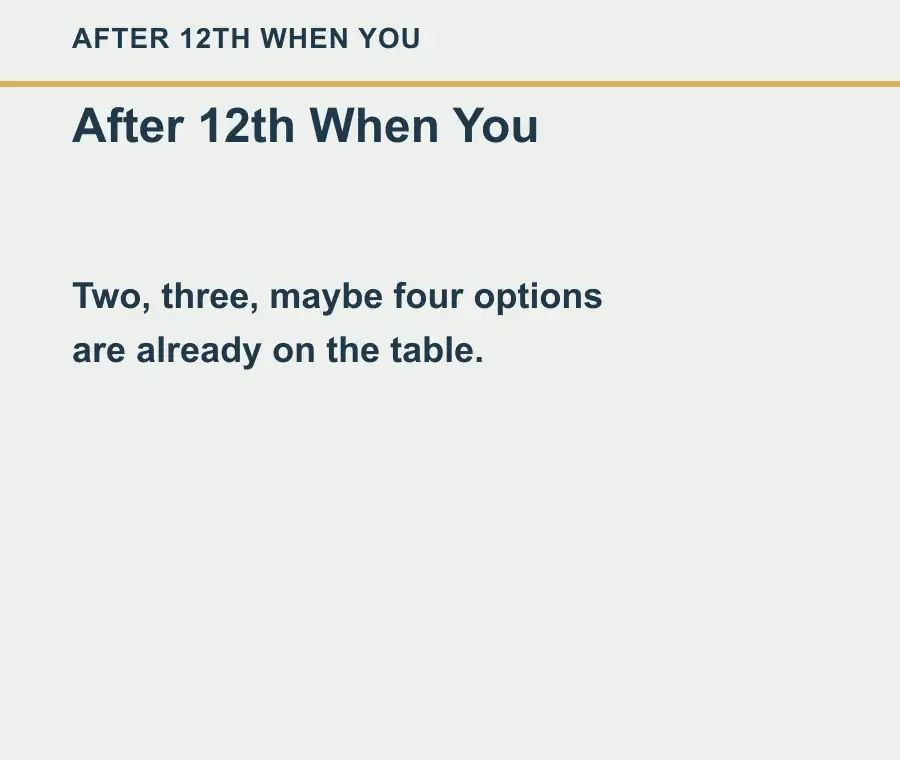 AFTER 12TH WHEN YOU
After 12th When You
Two, three, maybe four options
are already on the table.